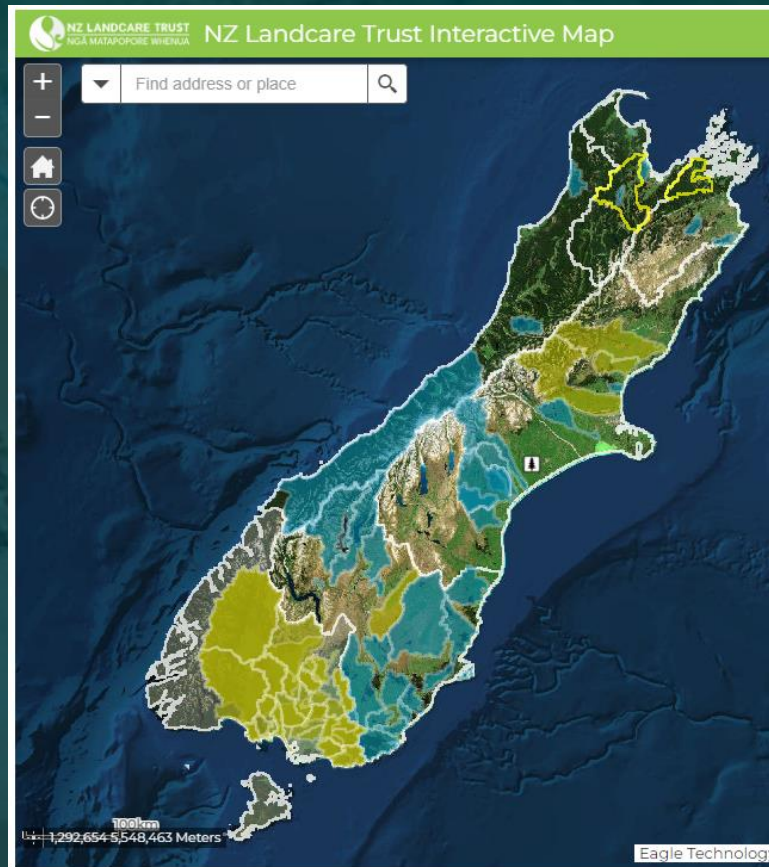 NZ LANDCARE TRUST
NGĀ MATAPOPORE WHENUA
NZ Landcare Trust Interactive Map
+
Find address or place
−
100km
1,292,654 5,548,463 Meters
Eagle Technology